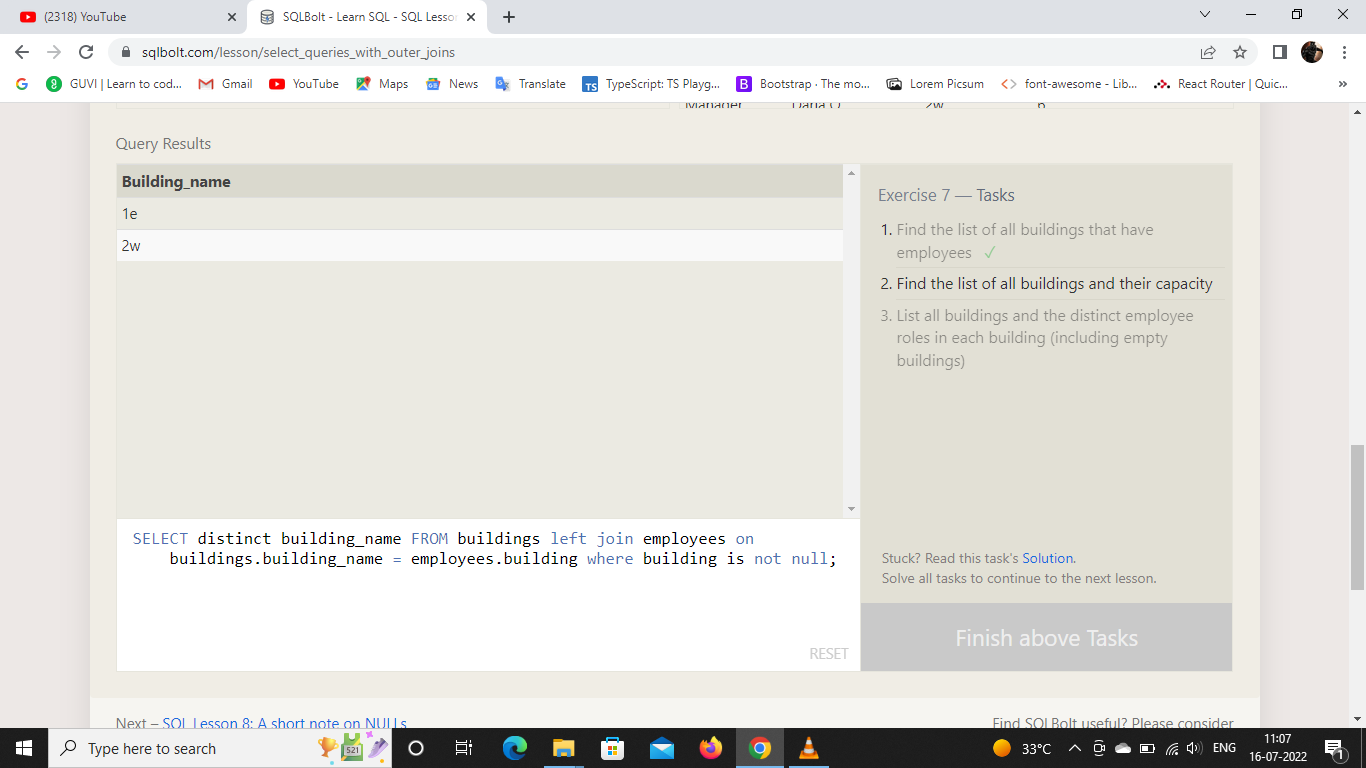 (2318) YouTube
SQLBolt - Learn SQL - SQL Lesso
sqlbolt.com/lesson/select_queries_with_outer_joins
GUVI | Learn to cod... Gmail YouTube Maps News Translate TypeScript: TS Playg... Bootstrap · The mo... Lorem Picsum font-awesome - Lib... React Router | Quic... »
Manager Daria O 2w 6
Query Results
Building_name
1e
2w
Exercise 7 — Tasks
1. Find the list of all buildings that have
employees ✓
2. Find the list of all buildings and their capacity
3. List all buildings and the distinct employee
roles in each building (including empty
buildings)
SELECT distinct building_name FROM buildings left join employees on
buildings.building_name = employees.building where building is not null;
RESET
Stuck? Read this task's Solution.
Solve all tasks to continue to the next lesson.
Finish above Tasks
Next – SQL Lesson 8: A short note on NULLs
Find SQLBolt useful? Please consider
Type here to search
521
33°C
ENG
11:07
16-07-2022
1